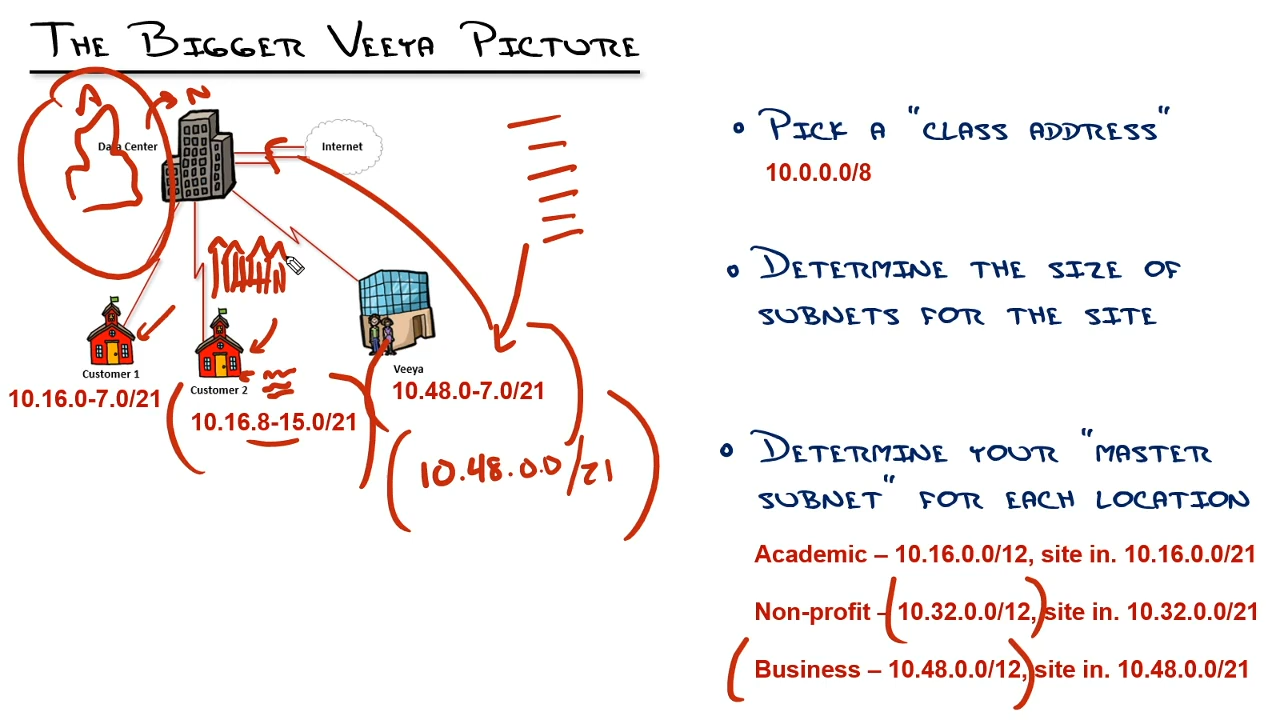 THE BIGGER VEEYA PICTURE
A
N
Data Center
Internet
Customer 1
10.16.0-7.0/21
Customer 2
10.16.8-15.0/21
Veeya
10.48.0-7.0/21
10.48.0.0/21
• PICK A "CLASS ADDRESS"
10.0.0.0/8
• DETERMINE THE SIZE OF
SUBNETS FOR THE SITE
• DETERMINE YOUR "MASTER
SUBNET" FOR EACH LOCATION
Academic – 10.16.0.0/12, site in. 10.16.0.0/21
Non-profit – 10.32.0.0/12, site in. 10.32.0.0/21
Business – 10.48.0.0/12, site in. 10.48.0.0/21